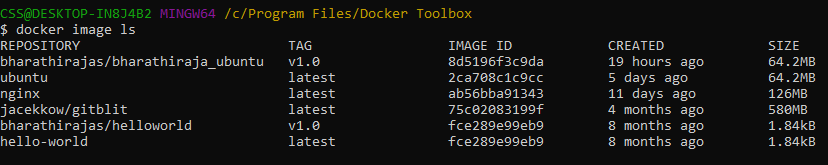 CSS@DESKTOP-IN8J4B2 MINGW64 /c/Program Files/Docker Toolbox
$ docker image ls
REPOSITORY TAG IMAGE ID CREATED SIZE
bharathirajas/bharathiraja_ubuntu v1.0 8d5196f3c9da 19 hours ago 64.2MB
ubuntu latest 2ca708c1c9cc 5 days ago 64.2MB
nginx latest ab56bba91343 11 days ago 126MB
jacekkow/gitblit latest 75c02083199f 4 months ago 580MB
bharathirajas/helloworld v1.0 fce289e99eb9 8 months ago 1.84kB
hello-world latest fce289e99eb9 8 months ago 1.84kB